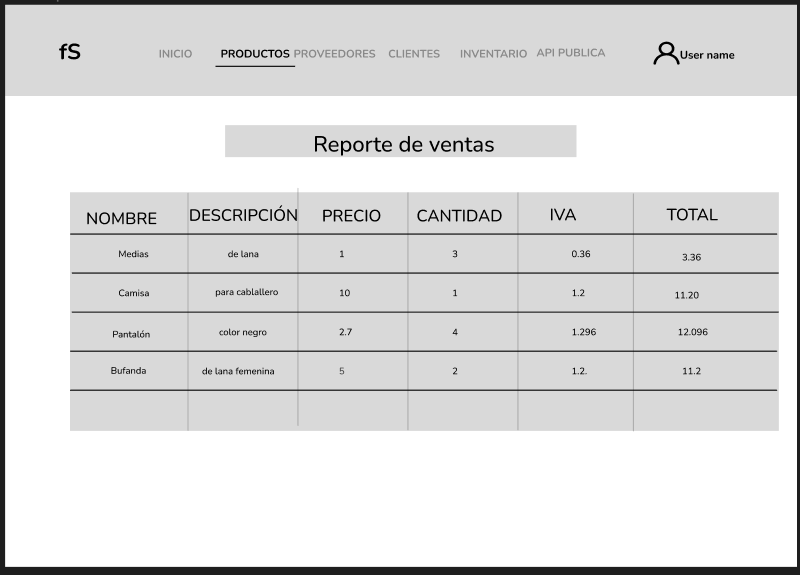 fS INICIO PRODUCTOS PROVEEDORES CLIENTES INVENTARIO API PUBLICA User name
Reporte de ventas
NOMBRE DESCRIPCIÓN PRECIO CANTIDAD IVA TOTAL
Medias de lana 1 3 0.36 3.36
Camisa para cablallero 10 1 1.2 11.20
Pantalón color negro 2.7 4 1.296 12.096
Bufanda de lana femenina 5 2 1.2. 11.2